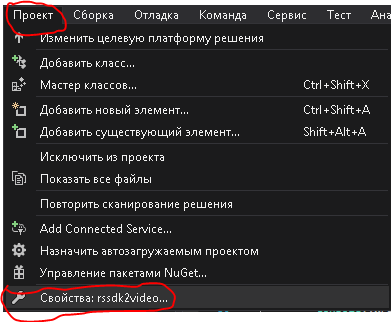 Проект Сборка Отладка Команда Сервис Тест
Изменить целевую платформу решения
Добавить класс...
Мастер классов... Ctrl+Shift+X
Добавить новый элемент... Ctrl+Shift+A
Добавить существующий элемент... Shift+Alt+A
Исключить из проекта
Показать все файлы
Повторить сканирование решения
Add Connected Service...
Назначить автозагружаемым проектом
Управление пакетами NuGet...
Свойства: rssdk2video...